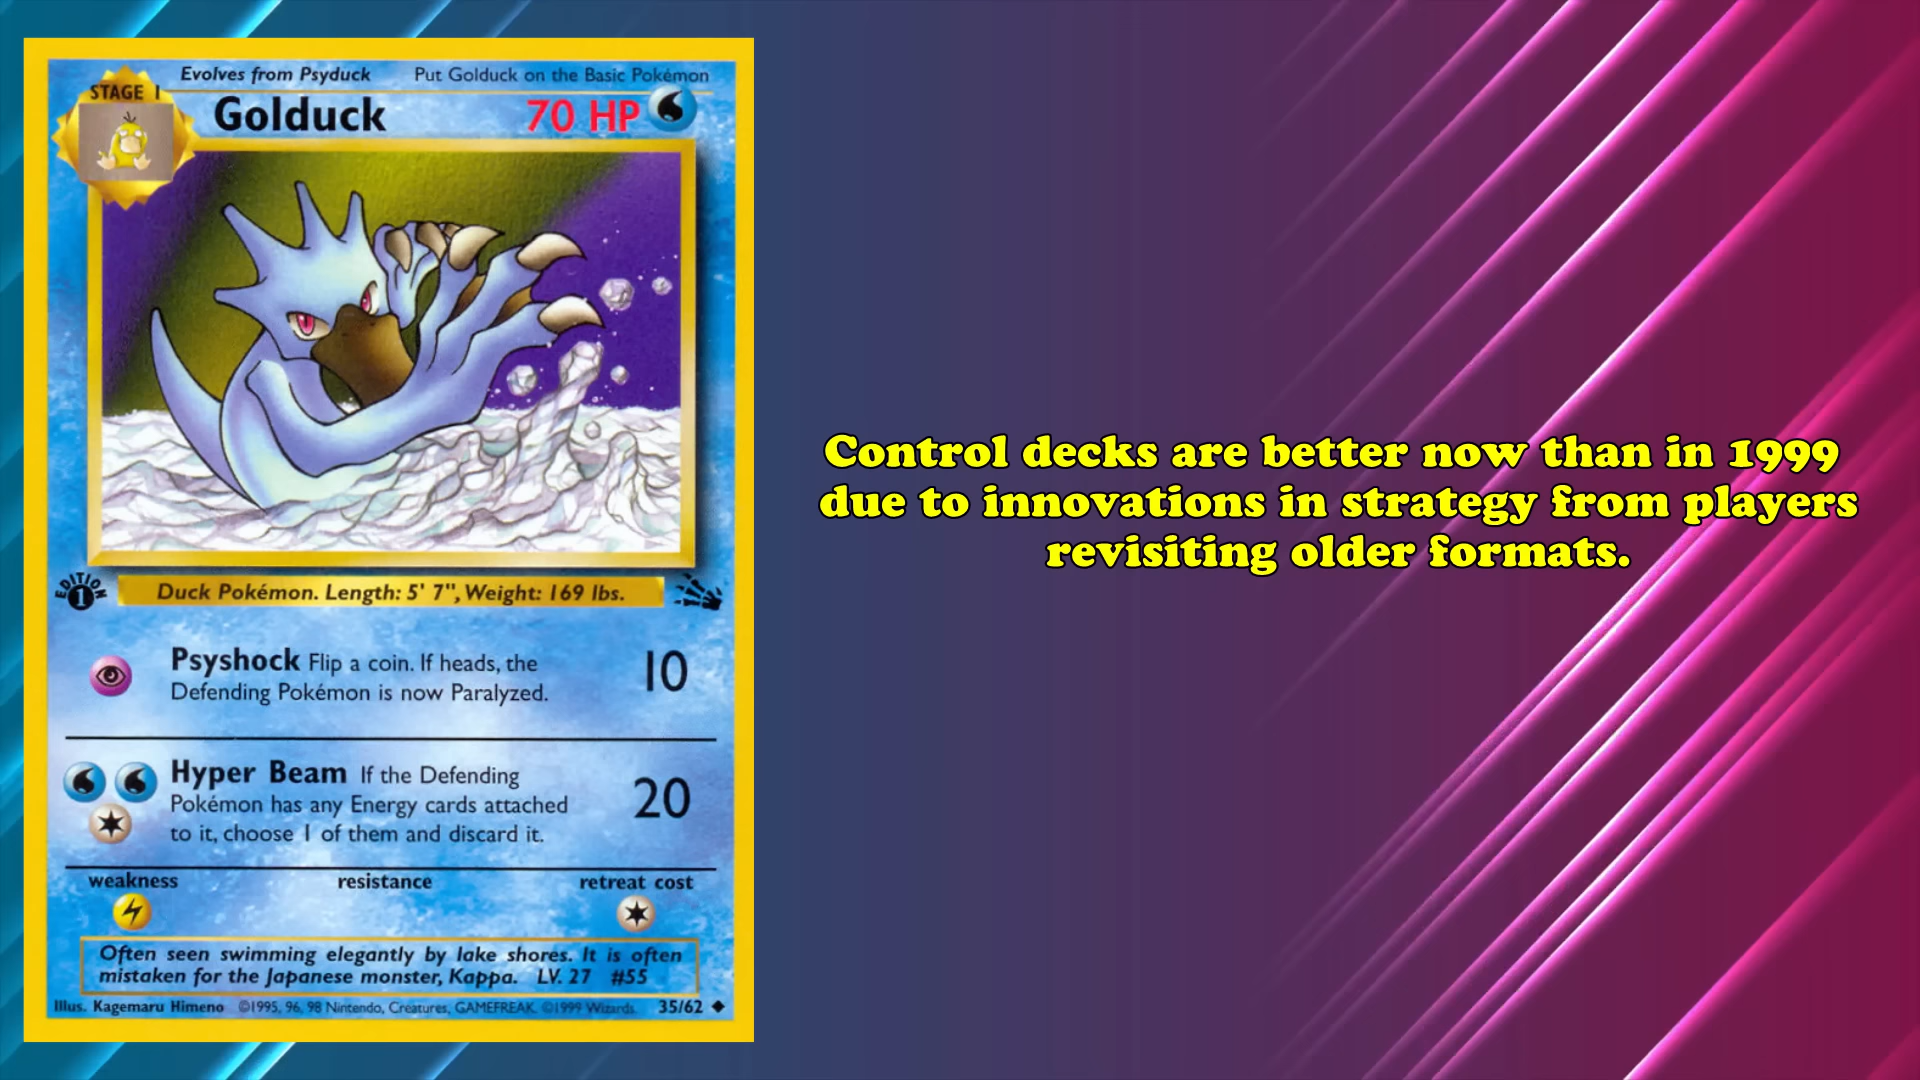 Evolves from Psyduck Put Golduck on the Basic Pokémon
STAGE 1
Golduck 70 HP
EDITION 1
Duck Pokémon. Length: 5' 7", Weight: 169 lbs.
Psyshock Flip a coin. If heads, the 10
Defending Pokémon is now Paralyzed.
Hyper Beam If the Defending
Pokémon has any Energy cards attached 20
to it, choose 1 of them and discard it.
weakness resistance retreat cost
Often seen swimming elegantly by lake shores. It is often
mistaken for the Japanese monster, Kappa. LV. 27 #55
Illus. Kagemaru Himeno ©1995, 96, 98 Nintendo, Creatures, GAMEFREAK. ©1999 Wizards. 35/62
Control decks are better now than in 1999
due to innovations in strategy from players
revisiting older formats.